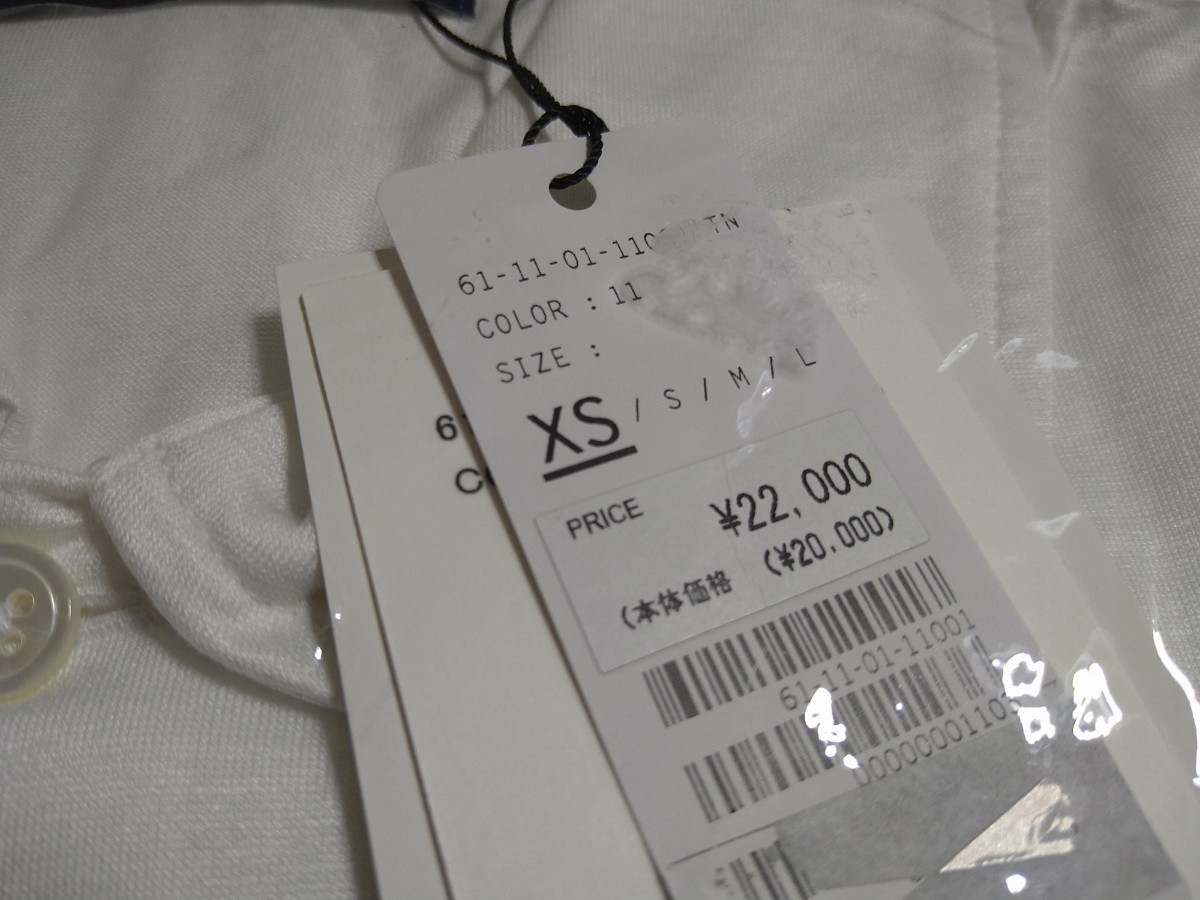 61-11-01-110
TN
COLOR : 11
SIZE :
XS / S / M / L
PRICE ¥22,000
(本体価格 (¥20,000)
61-11-01-11001